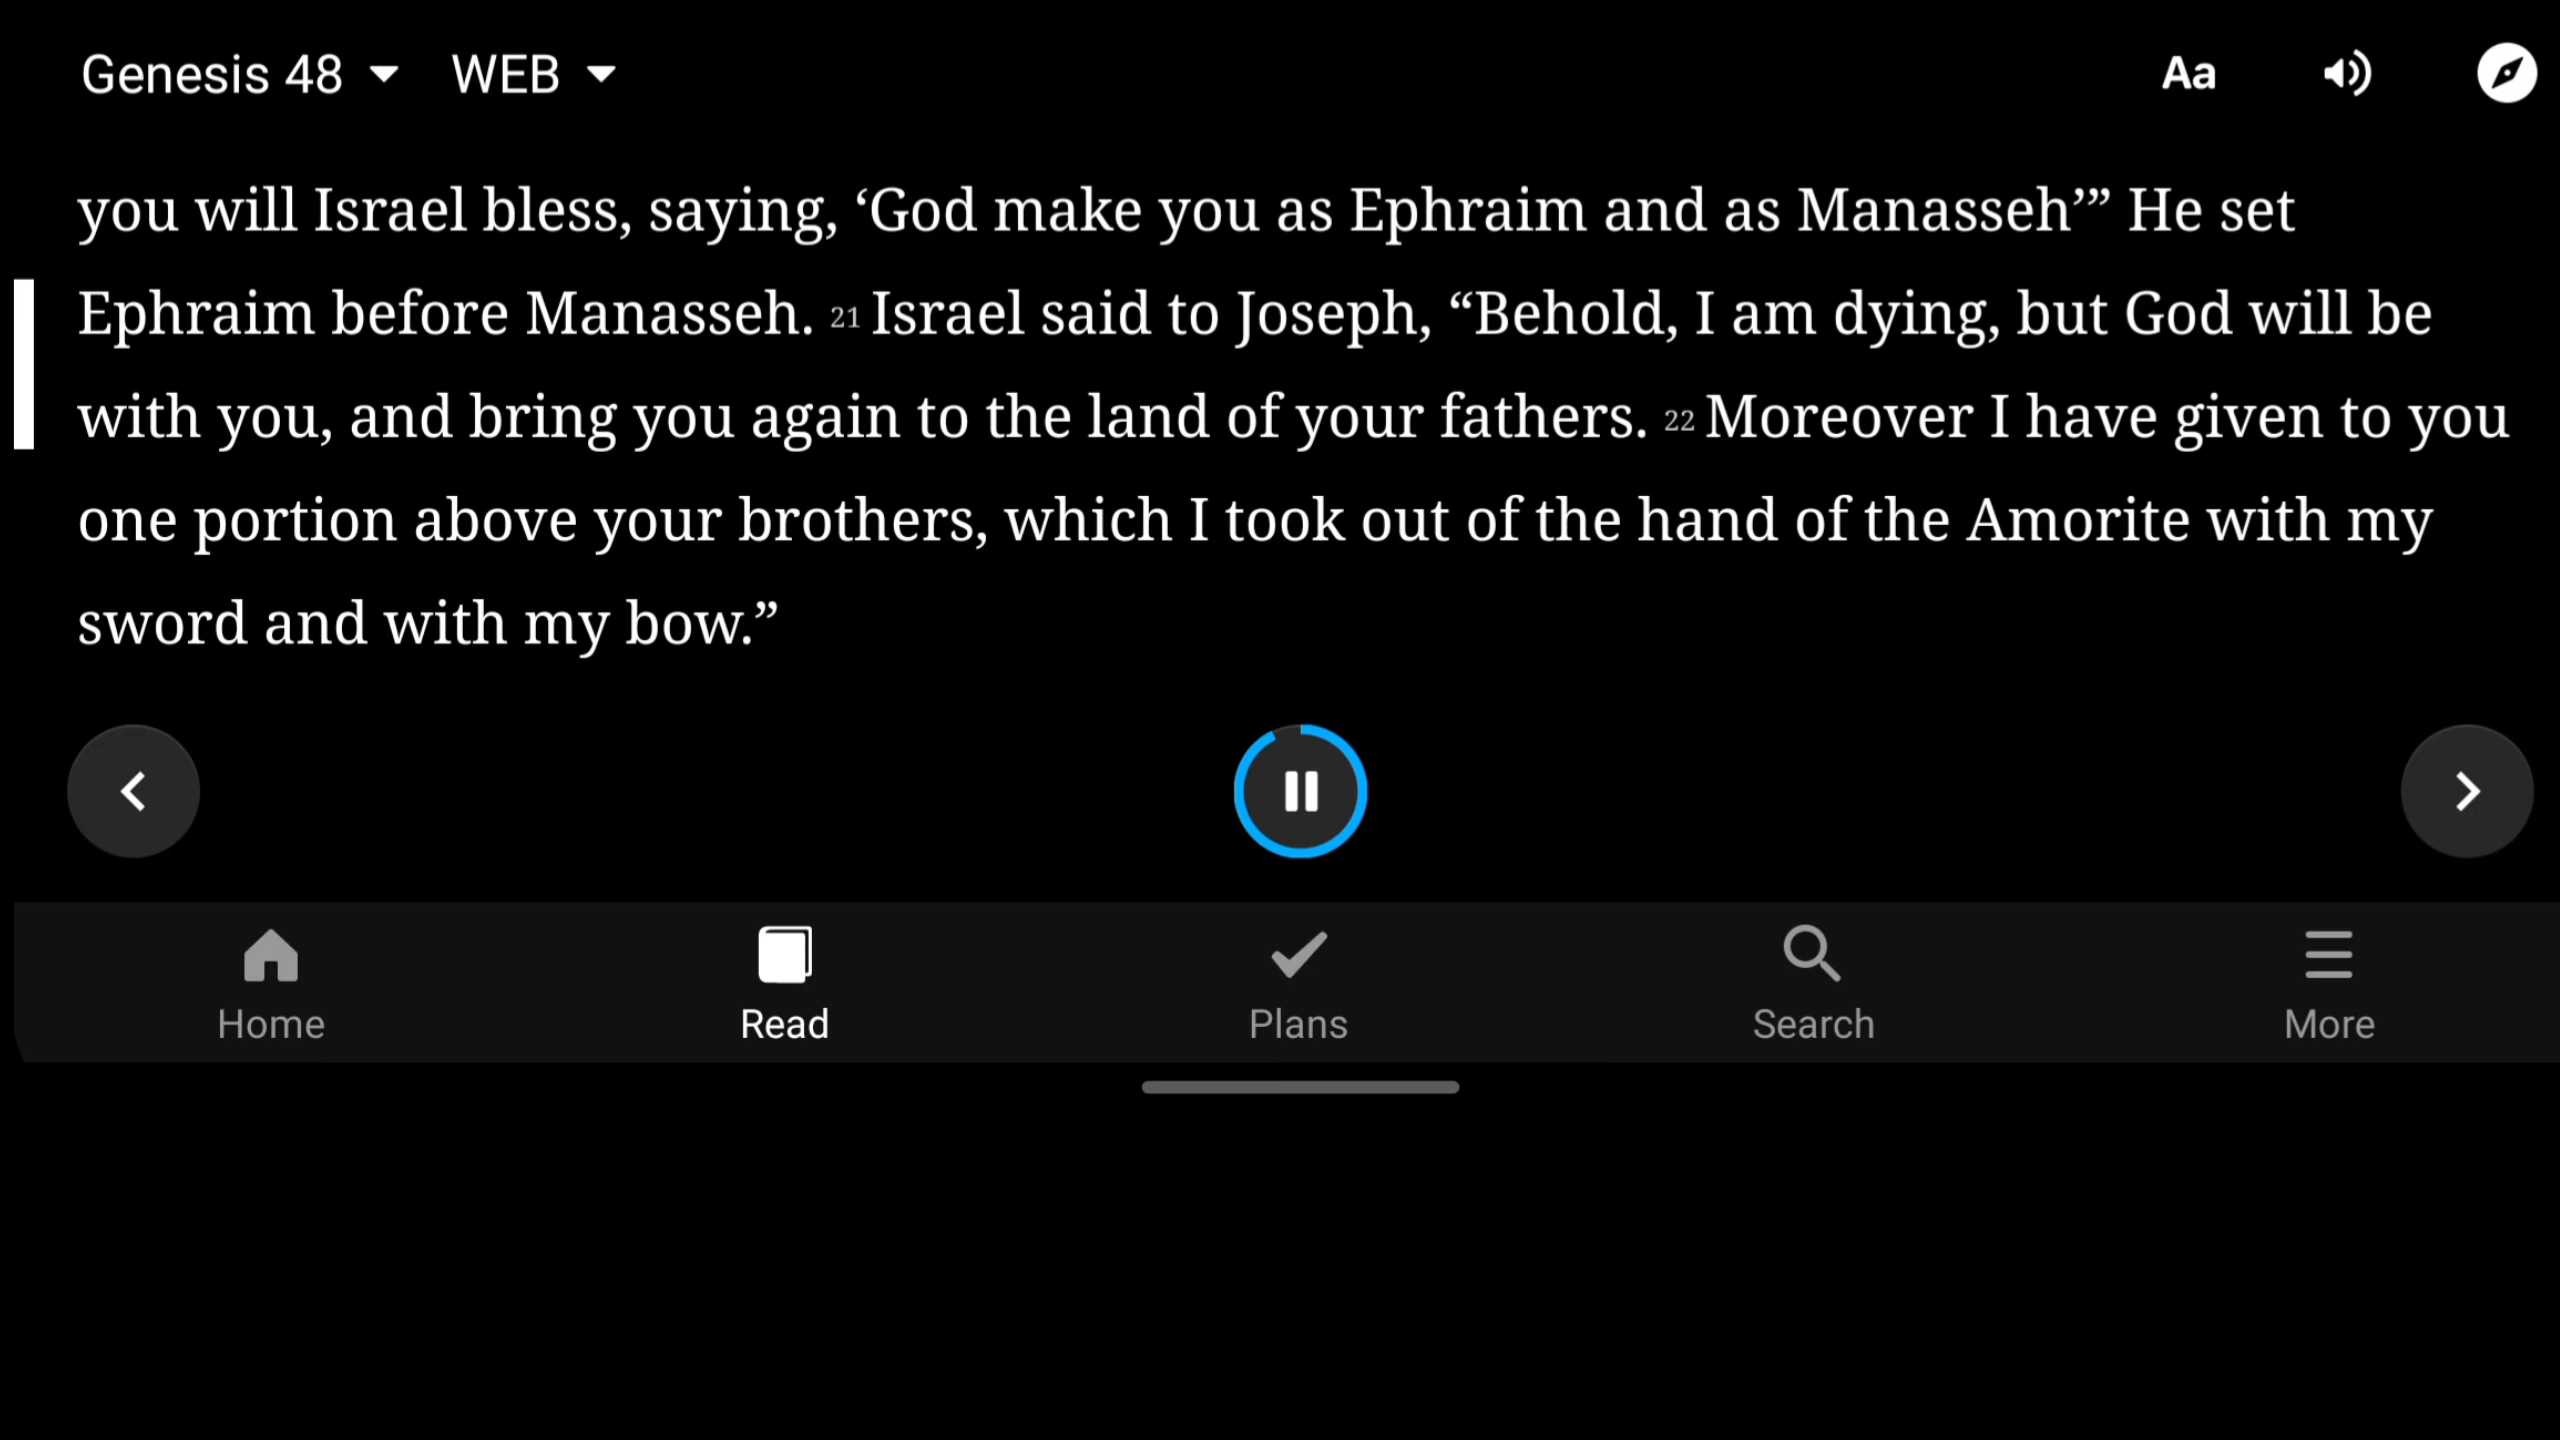 Genesis 48 WEB Aa
you will Israel bless, saying, ‘God make you as Ephraim and as Manasseh’” He set
Ephraim before Manasseh. 21 Israel said to Joseph, “Behold, I am dying, but God will be
with you, and bring you again to the land of your fathers. 22 Moreover I have given to you
one portion above your brothers, which I took out of the hand of the Amorite with my
sword and with my bow.”
Home Read Plans Search More